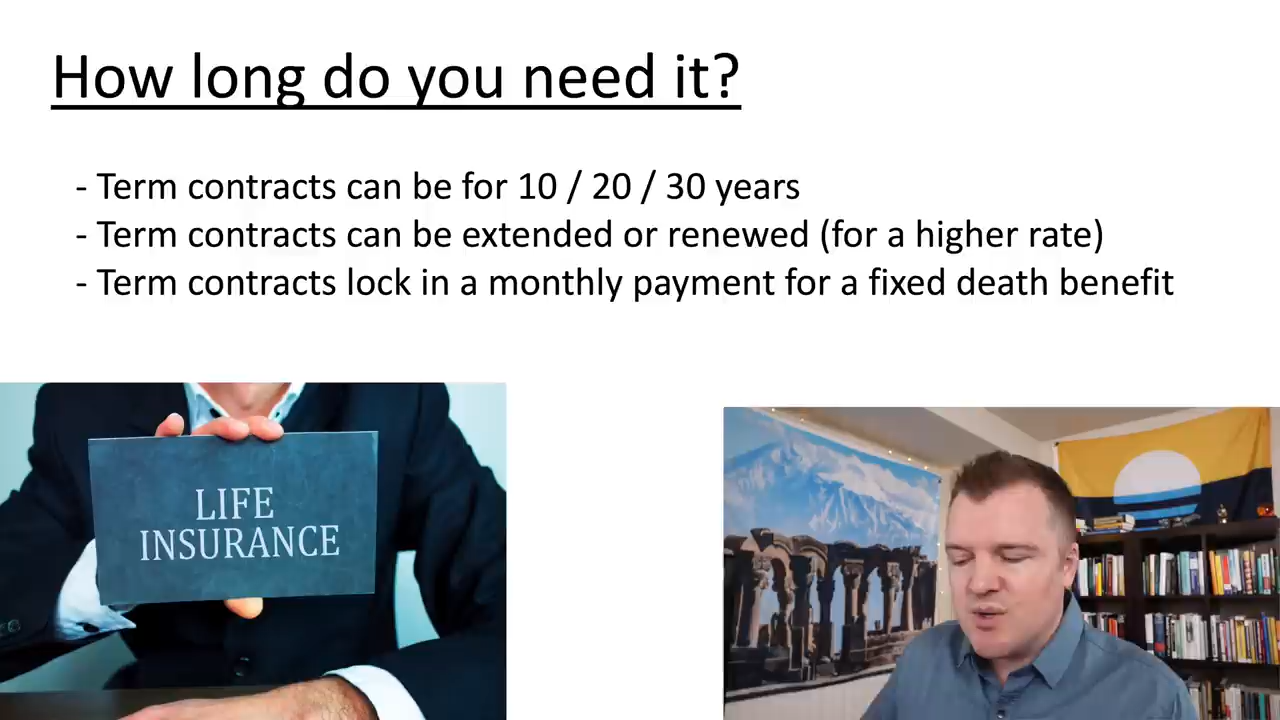 How long do you need it?
- Term contracts can be for 10 / 20 / 30 years
- Term contracts can be extended or renewed (for a higher rate)
- Term contracts lock in a monthly payment for a fixed death benefit
LIFE
INSURANCE